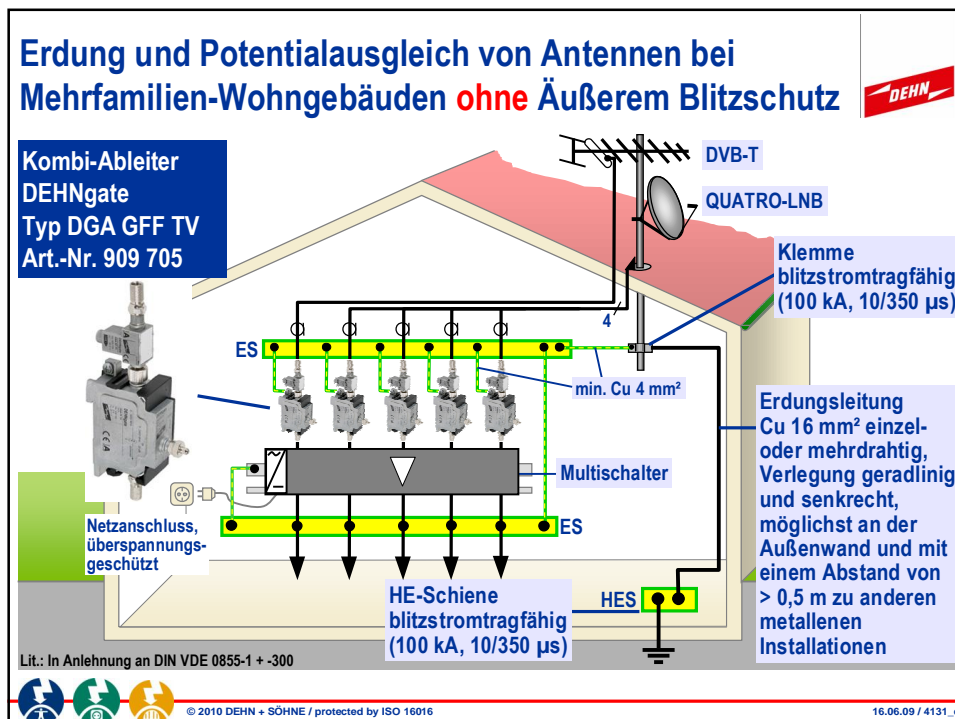 Erdung und Potentialausgleich von Antennen bei
Mehrfamilien-Wohngebäuden ohne Äußerem Blitzschutz
DEHN
Kombi-Ableiter
DEHNgate
Typ DGA GFF TV
Art.-Nr. 909 705
DVB-T
QUATRO-LNB
Klemme
blitzstromtragfähig
(100 kA, 10/350 µs)
4
ES
min. Cu 4 mm²
Erdungsleitung
Cu 16 mm² einzel-
oder mehrdrahtig,
Verlegung geradlinig
und senkrecht,
möglichst an der
Außenwand und mit
einem Abstand von
> 0,5 m zu anderen
metallenen
Installationen
Multischalter
Netzanschluss,
überspannungs-
geschützt
ES
HE-Schiene
blitzstromtragfähig
(100 kA, 10/350 µs)
HES
Lit.: In Anlehnung an DIN VDE 0855-1 + -300
© 2010 DEHN + SÖHNE / protected by ISO 16016